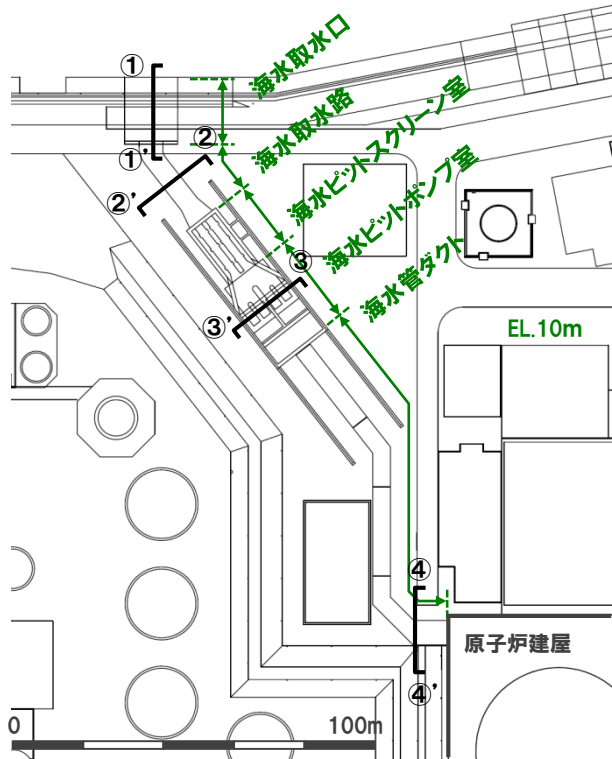 海水取水口
①
①'
②
海水取水路
②'
海水ピットスクリーン室
海水ピットポンプ室
③
③'
海水管ダクト
EL.10m
④
原子炉建屋
④'
0
100m